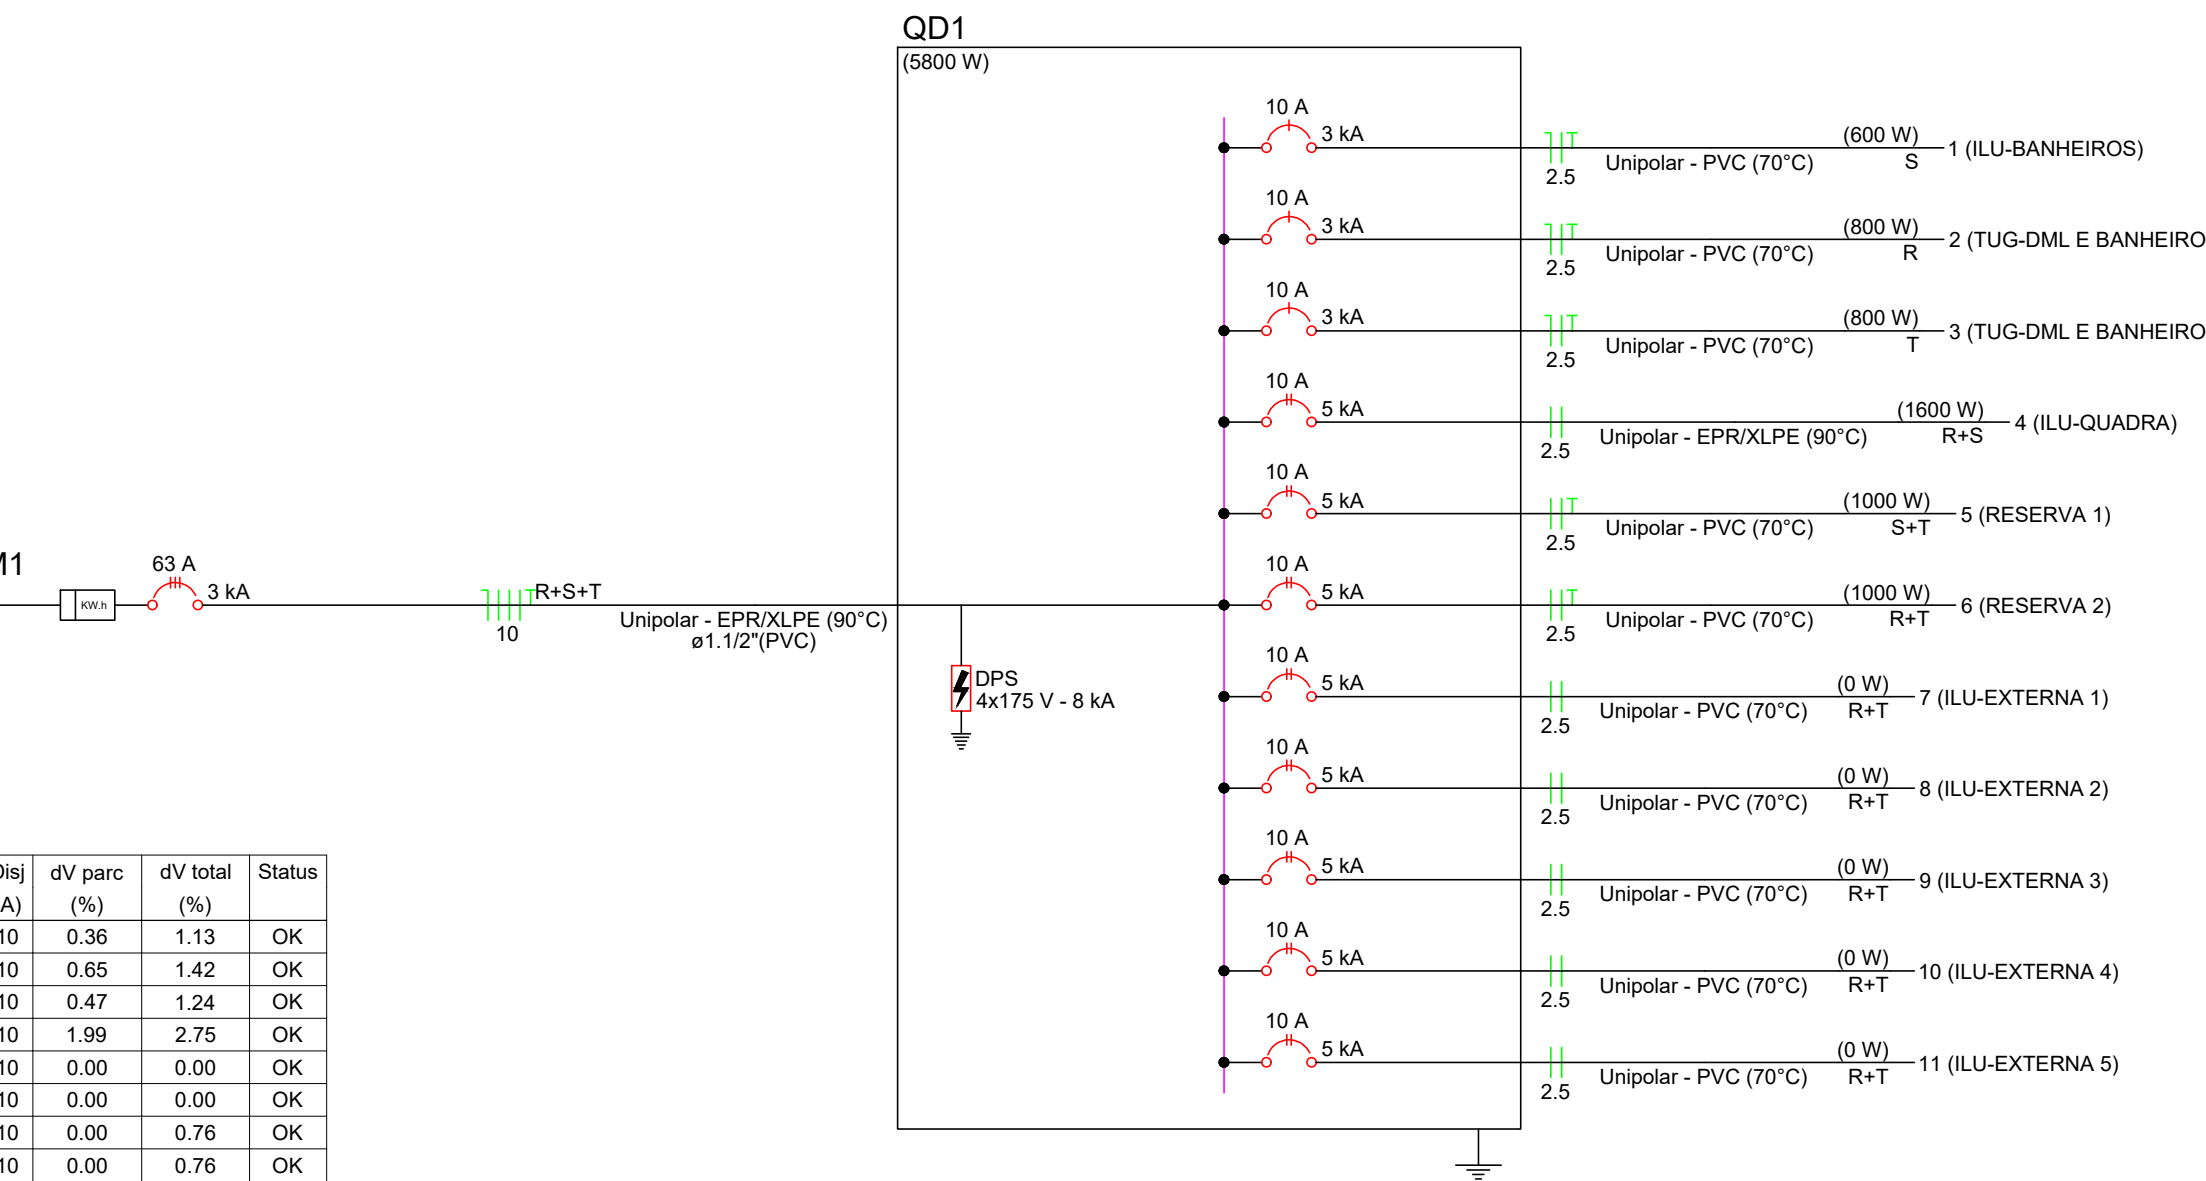 QD1
(5800 W)
10 A
3 kA
2.5
Unipolar - PVC (70°C)
(600 W)
S
1 (ILU-BANHEIROS)
10 A
3 kA
2.5
Unipolar - PVC (70°C)
(800 W)
R
2 (TUG-DML E BANHEIRO
10 A
3 kA
2.5
Unipolar - PVC (70°C)
(800 W)
T
3 (TUG-DML E BANHEIRO
10 A
5 kA
2.5
Unipolar - EPR/XLPE (90°C)
(1600 W)
R+S
4 (ILU-QUADRA)
10 A
5 kA
2.5
Unipolar - PVC (70°C)
(1000 W)
S+T
5 (RESERVA 1)
M1
KW.h
63 A
3 kA
T
10
R+S+T
Unipolar - EPR/XLPE (90°C)
ø1.1/2"(PVC)
10 A
5 kA
2.5
Unipolar - PVC (70°C)
(1000 W)
R+T
6 (RESERVA 2)
DPS
4x175 V - 8 kA
10 A
5 kA
2.5
Unipolar - PVC (70°C)
(0 W)
R+T
7 (ILU-EXTERNA 1)
10 A
5 kA
2.5
Unipolar - PVC (70°C)
(0 W)
R+T
8 (ILU-EXTERNA 2)
10 A
5 kA
2.5
Unipolar - PVC (70°C)
(0 W)
R+T
9 (ILU-EXTERNA 3)
10 A
5 kA
2.5
Unipolar - PVC (70°C)
(0 W)
R+T
10 (ILU-EXTERNA 4)
10 A
5 kA
2.5
Unipolar - PVC (70°C)
(0 W)
R+T
11 (ILU-EXTERNA 5)
Disj dV parc dV total Status
A) (%) (%)
10 0.36 1.13 OK
10 0.65 1.42 OK
10 0.47 1.24 OK
10 1.99 2.75 OK
10 0.00 0.00 OK
10 0.00 0.00 OK
10 0.00 0.76 OK
10 0.00 0.76 OK